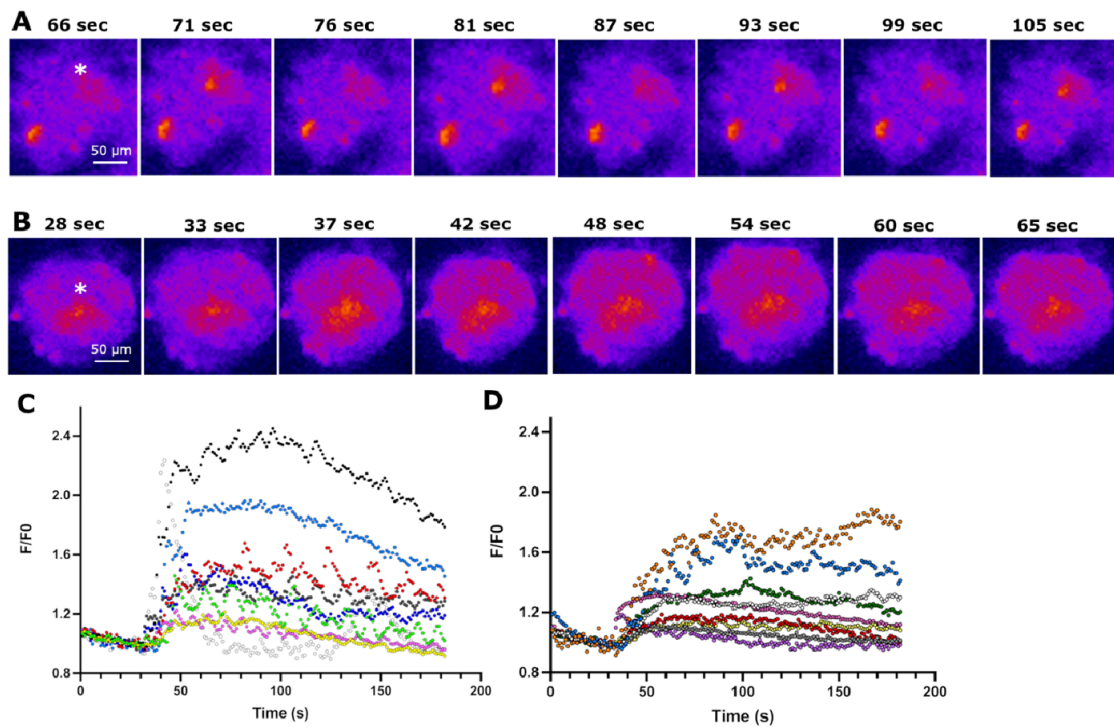 A
66 sec 71 sec 76 sec 81 sec 87 sec 93 sec 99 sec 105 sec
*
50 µm
B
28 sec 33 sec 37 sec 42 sec 48 sec 54 sec 60 sec 65 sec
*
50 µm
C
2.4
2.0
1.6
1.2
0.8
F/F0
0 50 100 150 200
Time (s)
D
2.4
2.0
1.6
1.2
0.8
F/F0
0 50 100 150 200
Time (s)